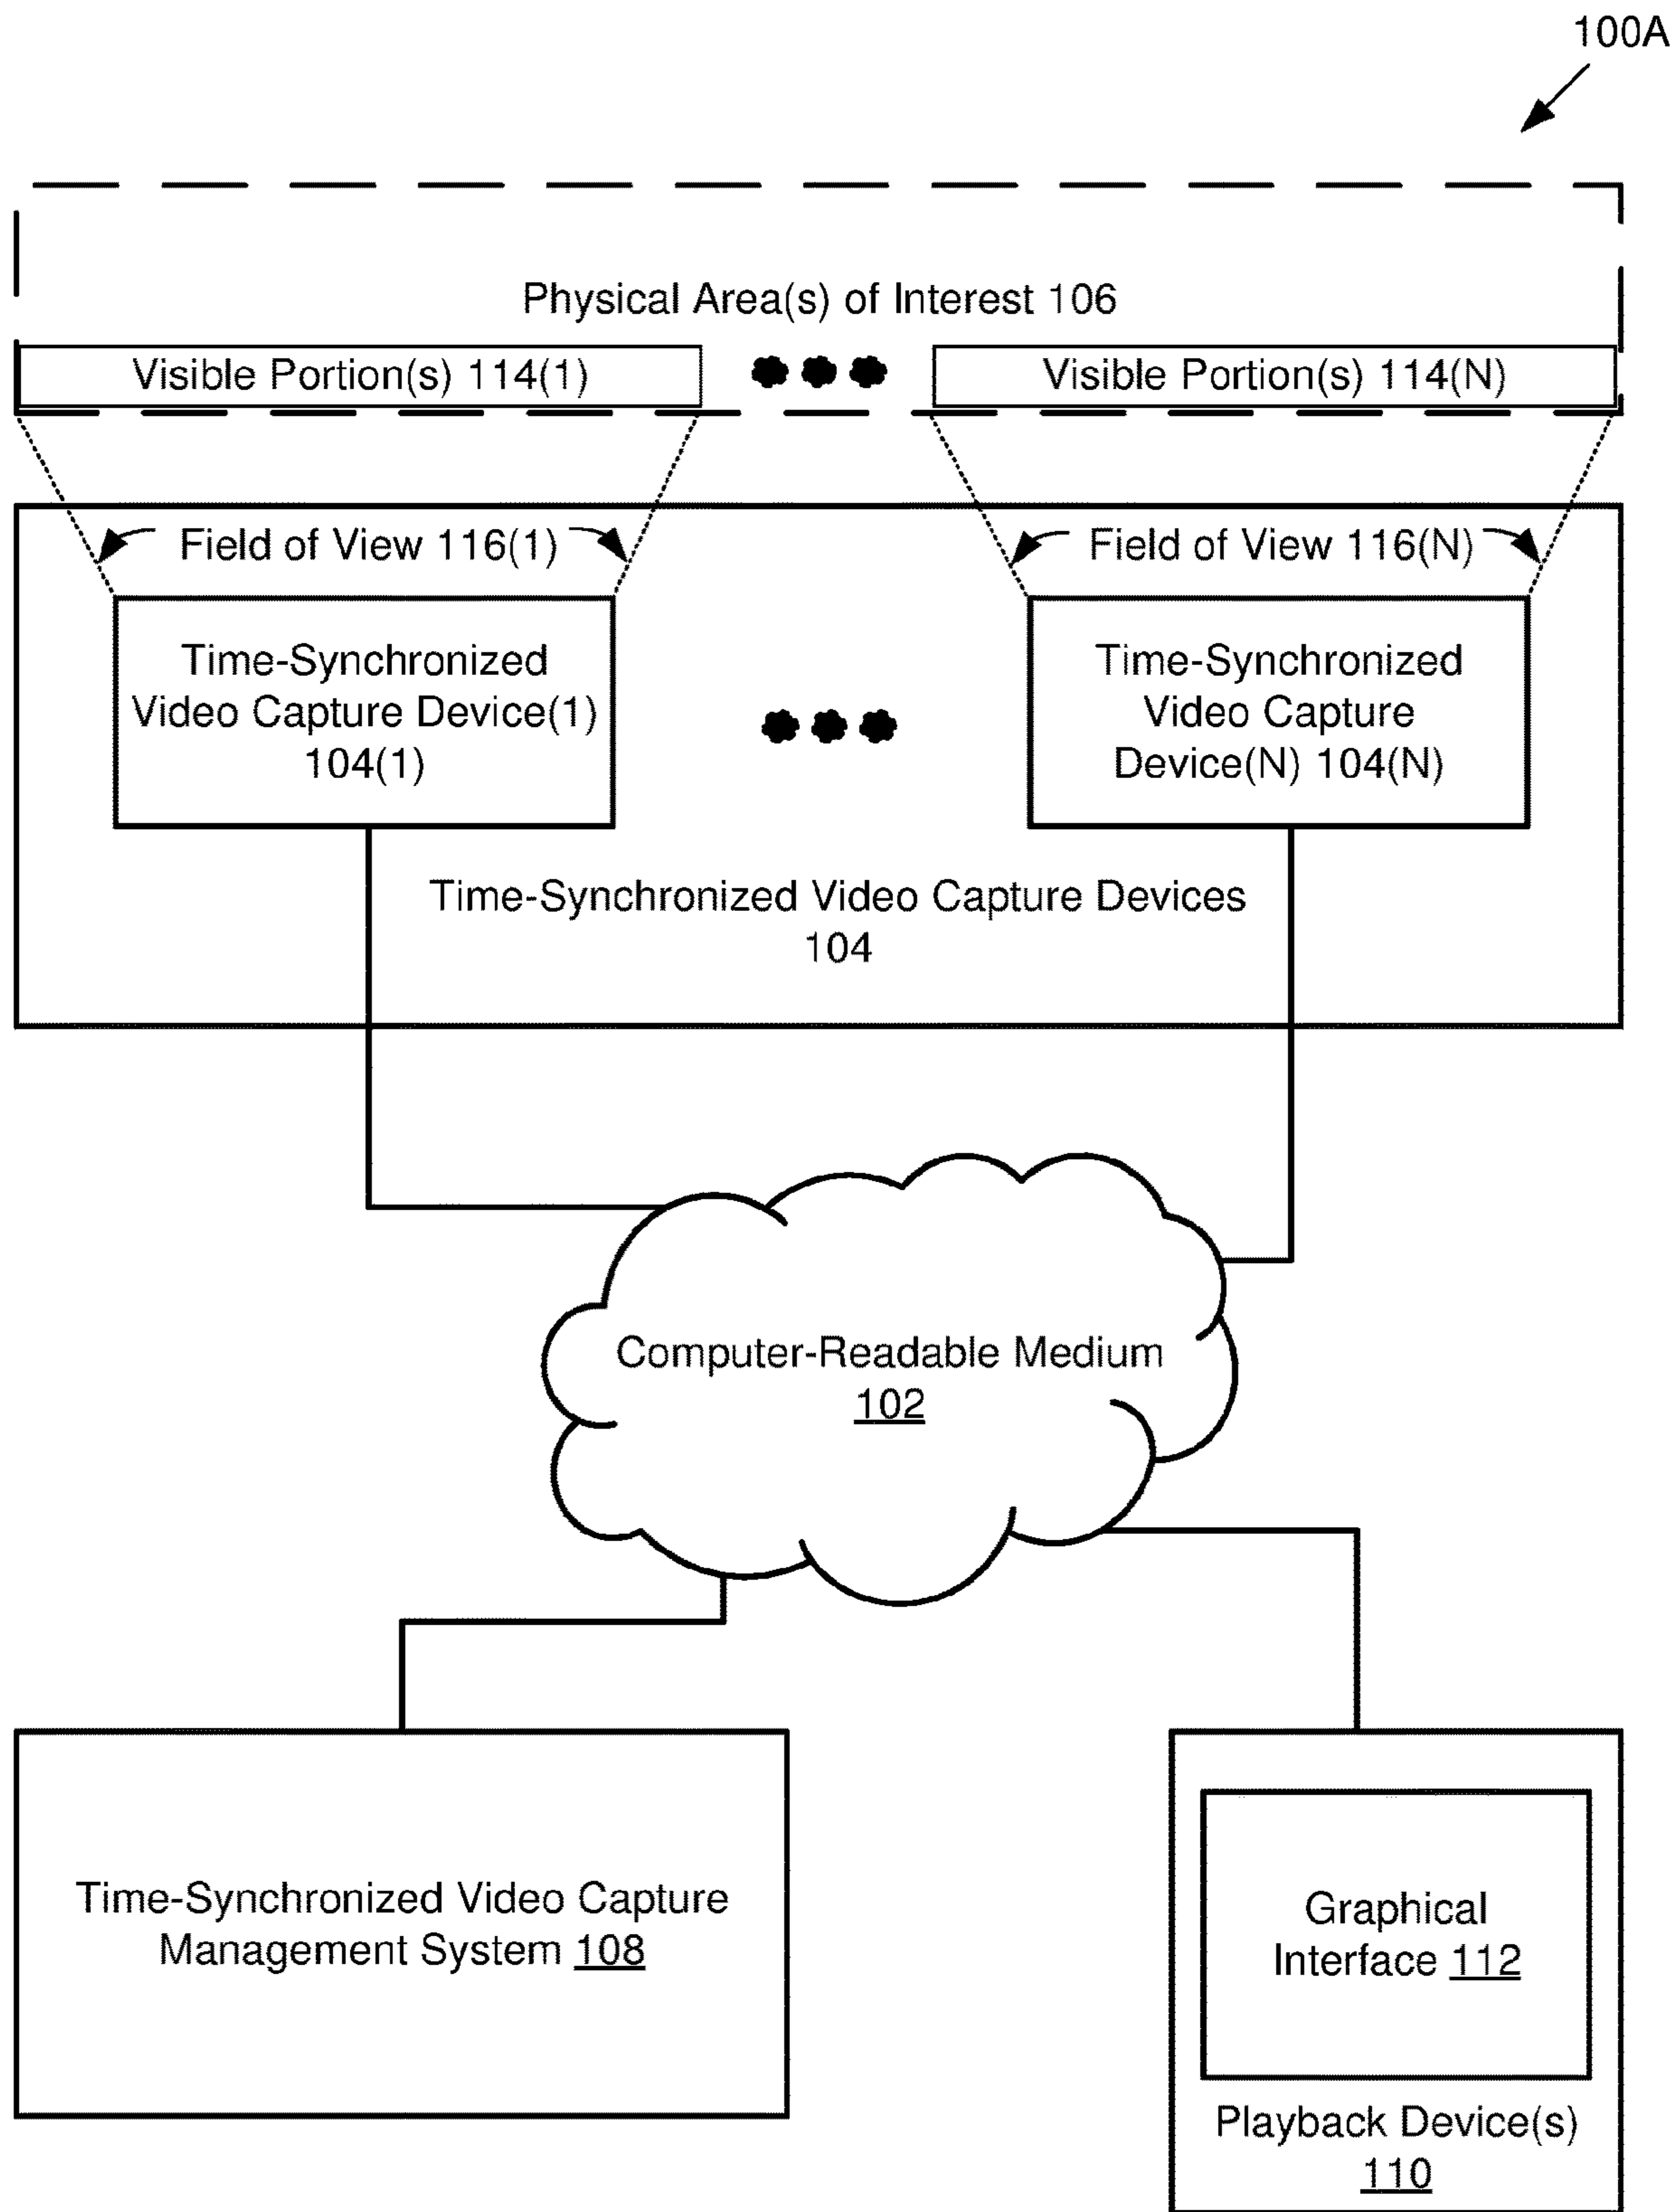 100A
Physical Area(s) of Interest 106
Visible Portion(s) 114(1)
Visible Portion(s) 114(N)
Field of View 116(1)
Field of View 116(N)
Time-Synchronized
Video Capture Device(1)
104(1)
Time-Synchronized
Video Capture
Device(N) 104(N)
Time-Synchronized Video Capture Devices
104
Computer-Readable Medium
102
Time-Synchronized Video Capture
Management System 108
Graphical
Interface 112
Playback Device(s)
110